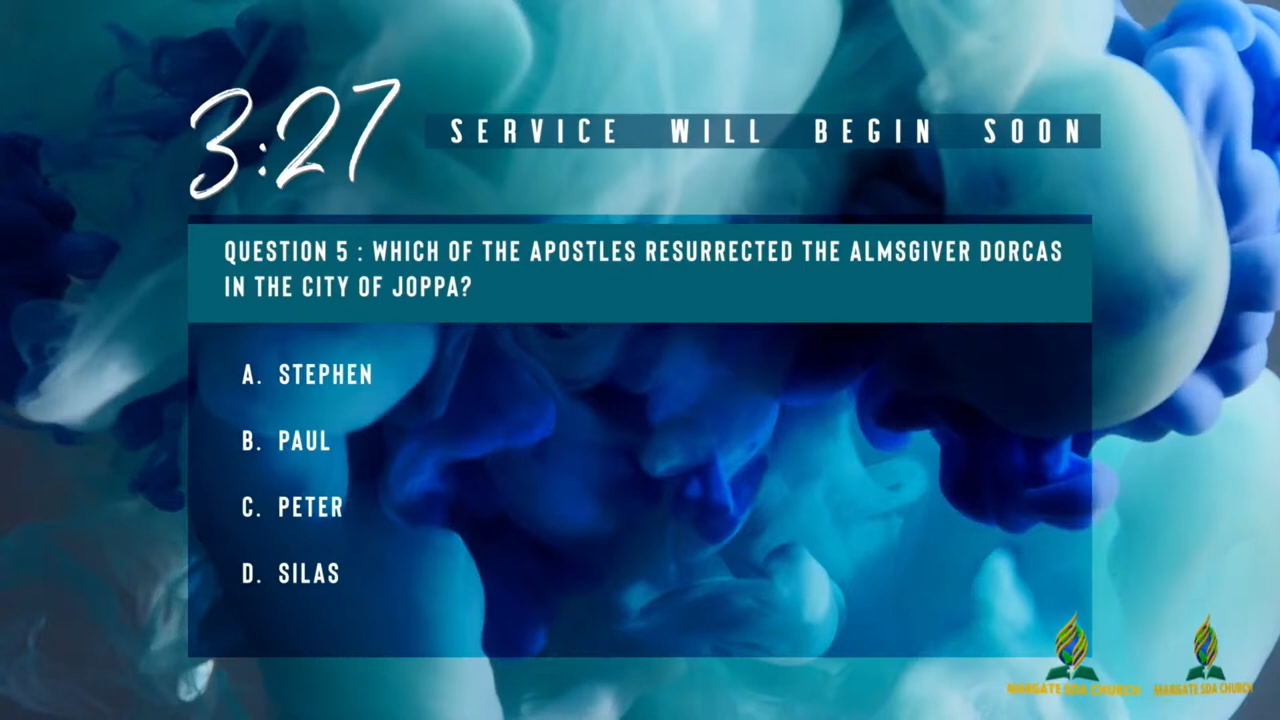 3:27
SERVICE WILL BEGIN SOON
QUESTION 5 : WHICH OF THE APOSTLES RESURRECTED THE ALMSGIVER DORCAS
IN THE CITY OF JOPPA?
A. STEPHEN
B. PAUL
C. PETER
D. SILAS
MARGATE SDA CHURCH
MARGATE SDA CHURCH